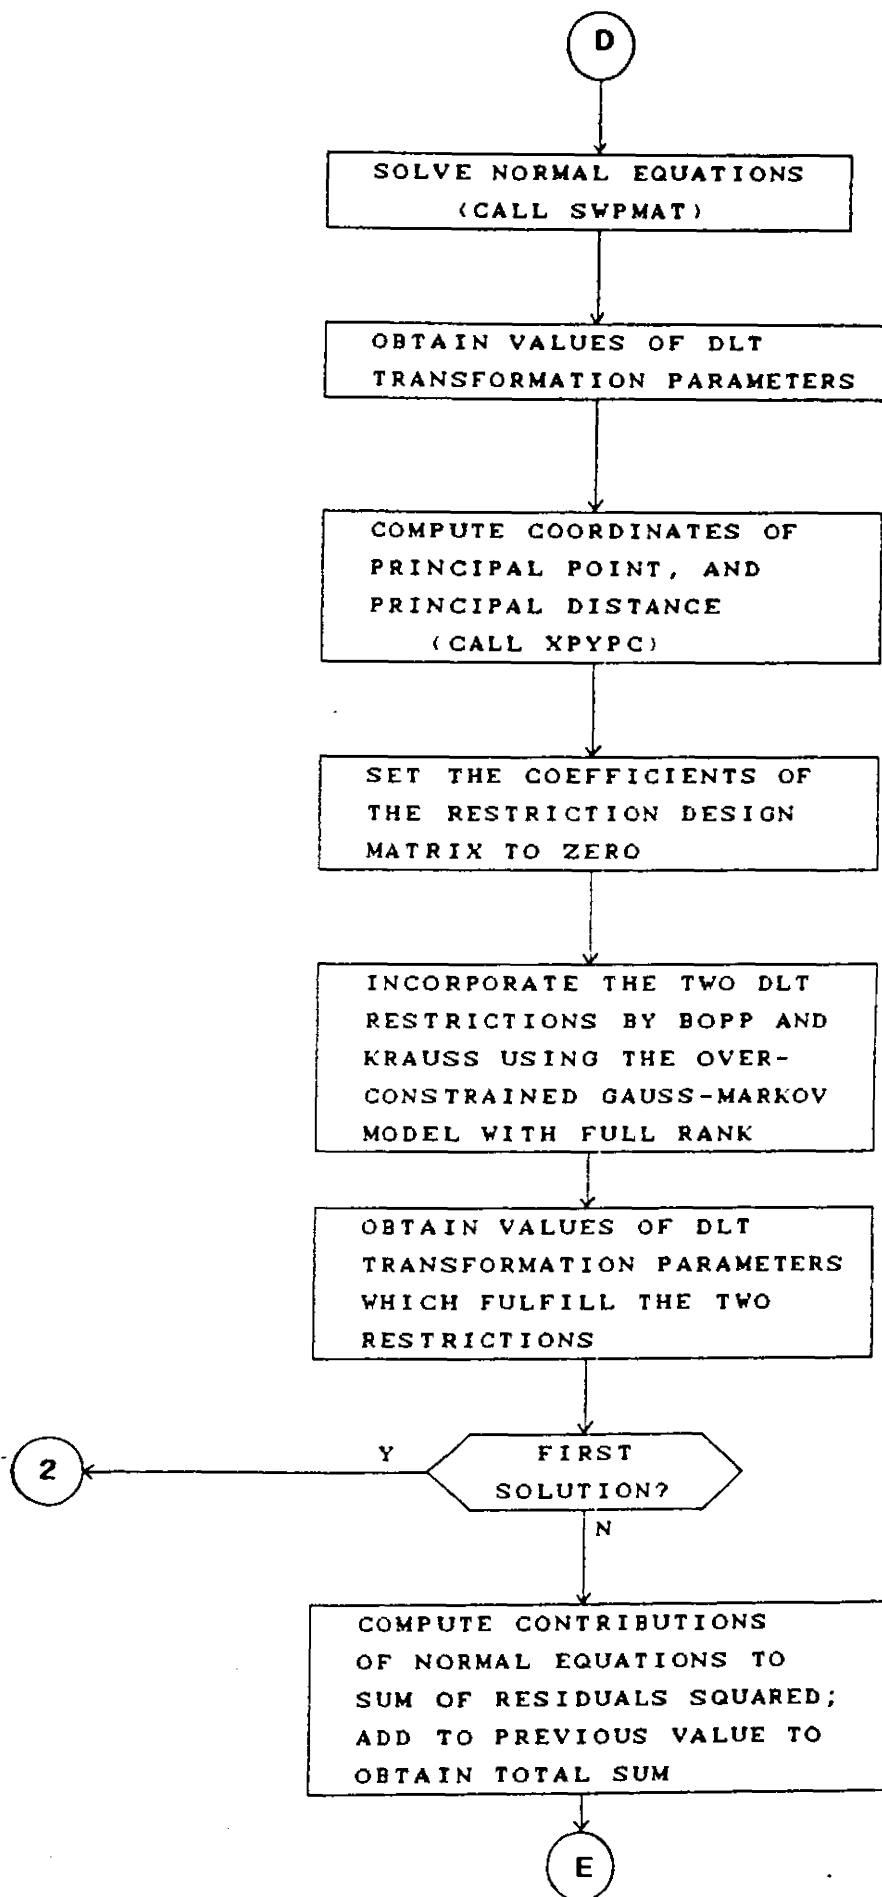 D
SOLVE NORMAL EQUATIONS
(CALL SWPMAT)
OBTAIN VALUES OF DLT
TRANSFORMATION PARAMETERS
COMPUTE COORDINATES OF
PRINCIPAL POINT, AND
PRINCIPAL DISTANCE
(CALL XPYPC)
SET THE COEFFICIENTS OF
THE RESTRICTION DESIGN
MATRIX TO ZERO
INCORPORATE THE TWO DLT
RESTRICTIONS BY BOPP AND
KRAUSS USING THE OVER-
CONSTRAINED GAUSS-MARKOV
MODEL WITH FULL RANK
OBTAIN VALUES OF DLT
TRANSFORMATION PARAMETERS
WHICH FULFILL THE TWO
RESTRICTIONS
2
Y
FIRST
SOLUTION?
N
COMPUTE CONTRIBUTIONS
OF NORMAL EQUATIONS TO
SUM OF RESIDUALS SQUARED;
ADD TO PREVIOUS VALUE TO
OBTAIN TOTAL SUM
E